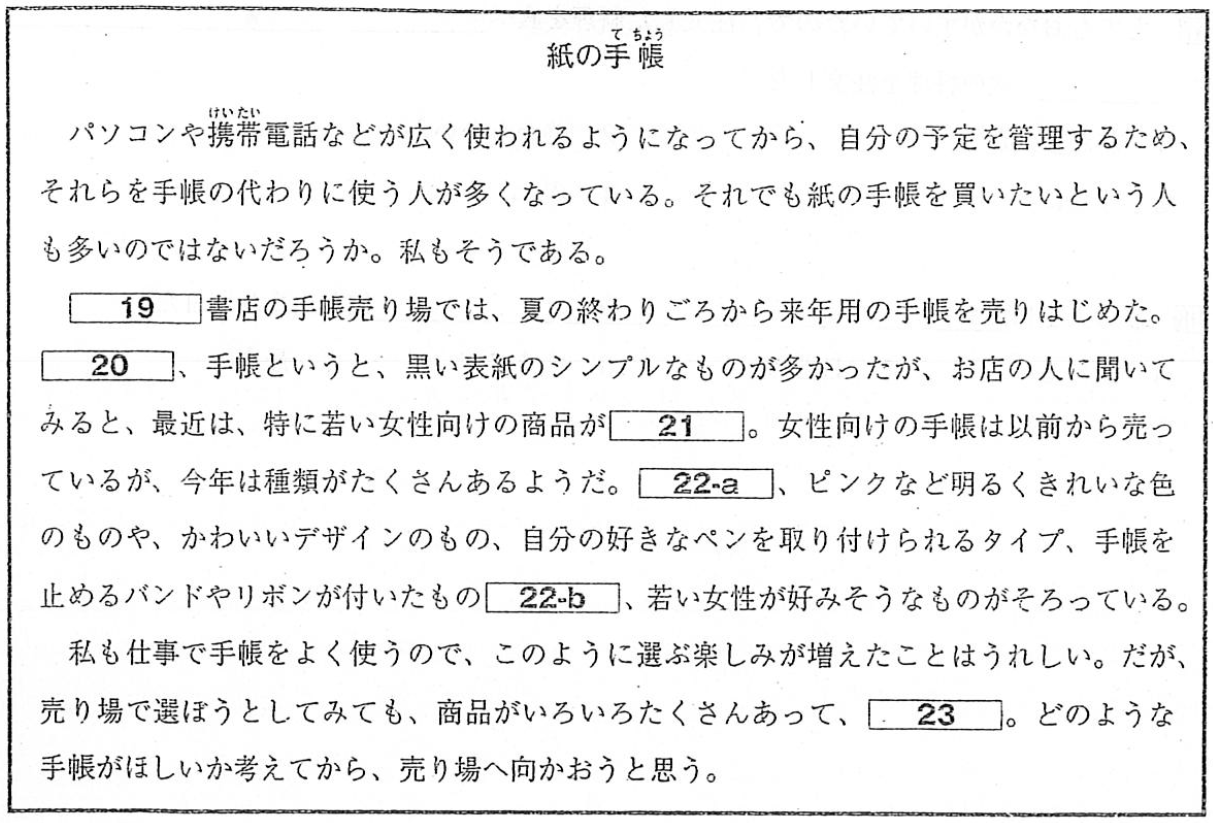 紙の手帳
パソコンや携帯電話などが広く使われるようになってから、自分の予定を管理するため、
それらを手帳の代わりに使う人が多くなっている。それでも紙の手帳を買いたいという人
も多いのではないだろうか。私もそうである。
19書店の手帳売り場では、夏の終わりごろから来年用の手帳を売りはじめた。
20、手帳というと、黒い表紙のシンプルなものが多かったが、お店の人に聞いて
みると、最近は、特に若い女性向けの商品が21。女性向けの手帳は以前から売っ
ているが、今年は種類がたくさんあるようだ。22-a、ピンクなど明るくきれいな色
のものや、かわいいデザインのもの、自分の好きなペンを取り付けられるタイプ、手帳を
止めるバンドやリボンが付いたもの22-b、若い女性が好みそうなものがそろっている。
私も仕事で手帳をよく使うので、このように選ぶ楽しみが増えたことはうれしい。だが、
売り場で選ぼうとしてみても、商品がいろいろたくさんあって、23。どのような
手帳がほしいか考えてから、売り場へ向かおうと思う。